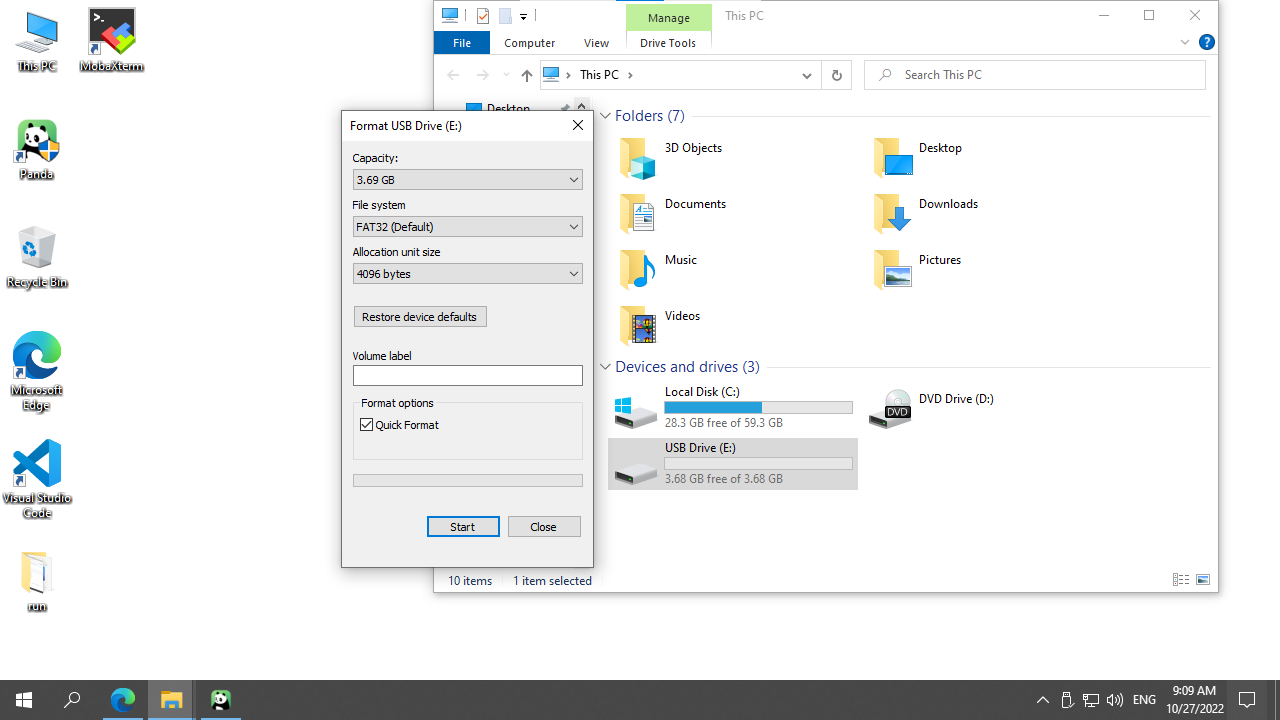 This PC
MobaXterm
Panda
Recycle Bin
Microsoft
Edge
Visual Studio
Code
run
Manage
This PC
File
Computer
View
Drive Tools
This PC
Search This PC
Desktop
Folders (7)
3D Objects
Desktop
Documents
Downloads
Music
Pictures
Videos
Devices and drives (3)
Local Disk (C:)
28.3 GB free of 59.3 GB
DVD Drive (D:)
DVD
USB Drive (E:)
3.68 GB free of 3.68 GB
10 items
1 item selected
Format USB Drive (E:)
Capacity:
3.69 GB
File system
FAT32 (Default)
Allocation unit size
4096 bytes
Restore device defaults
Volume label
Format options
Quick Format
Start
Close
ENG
9:09 AM
10/27/2022